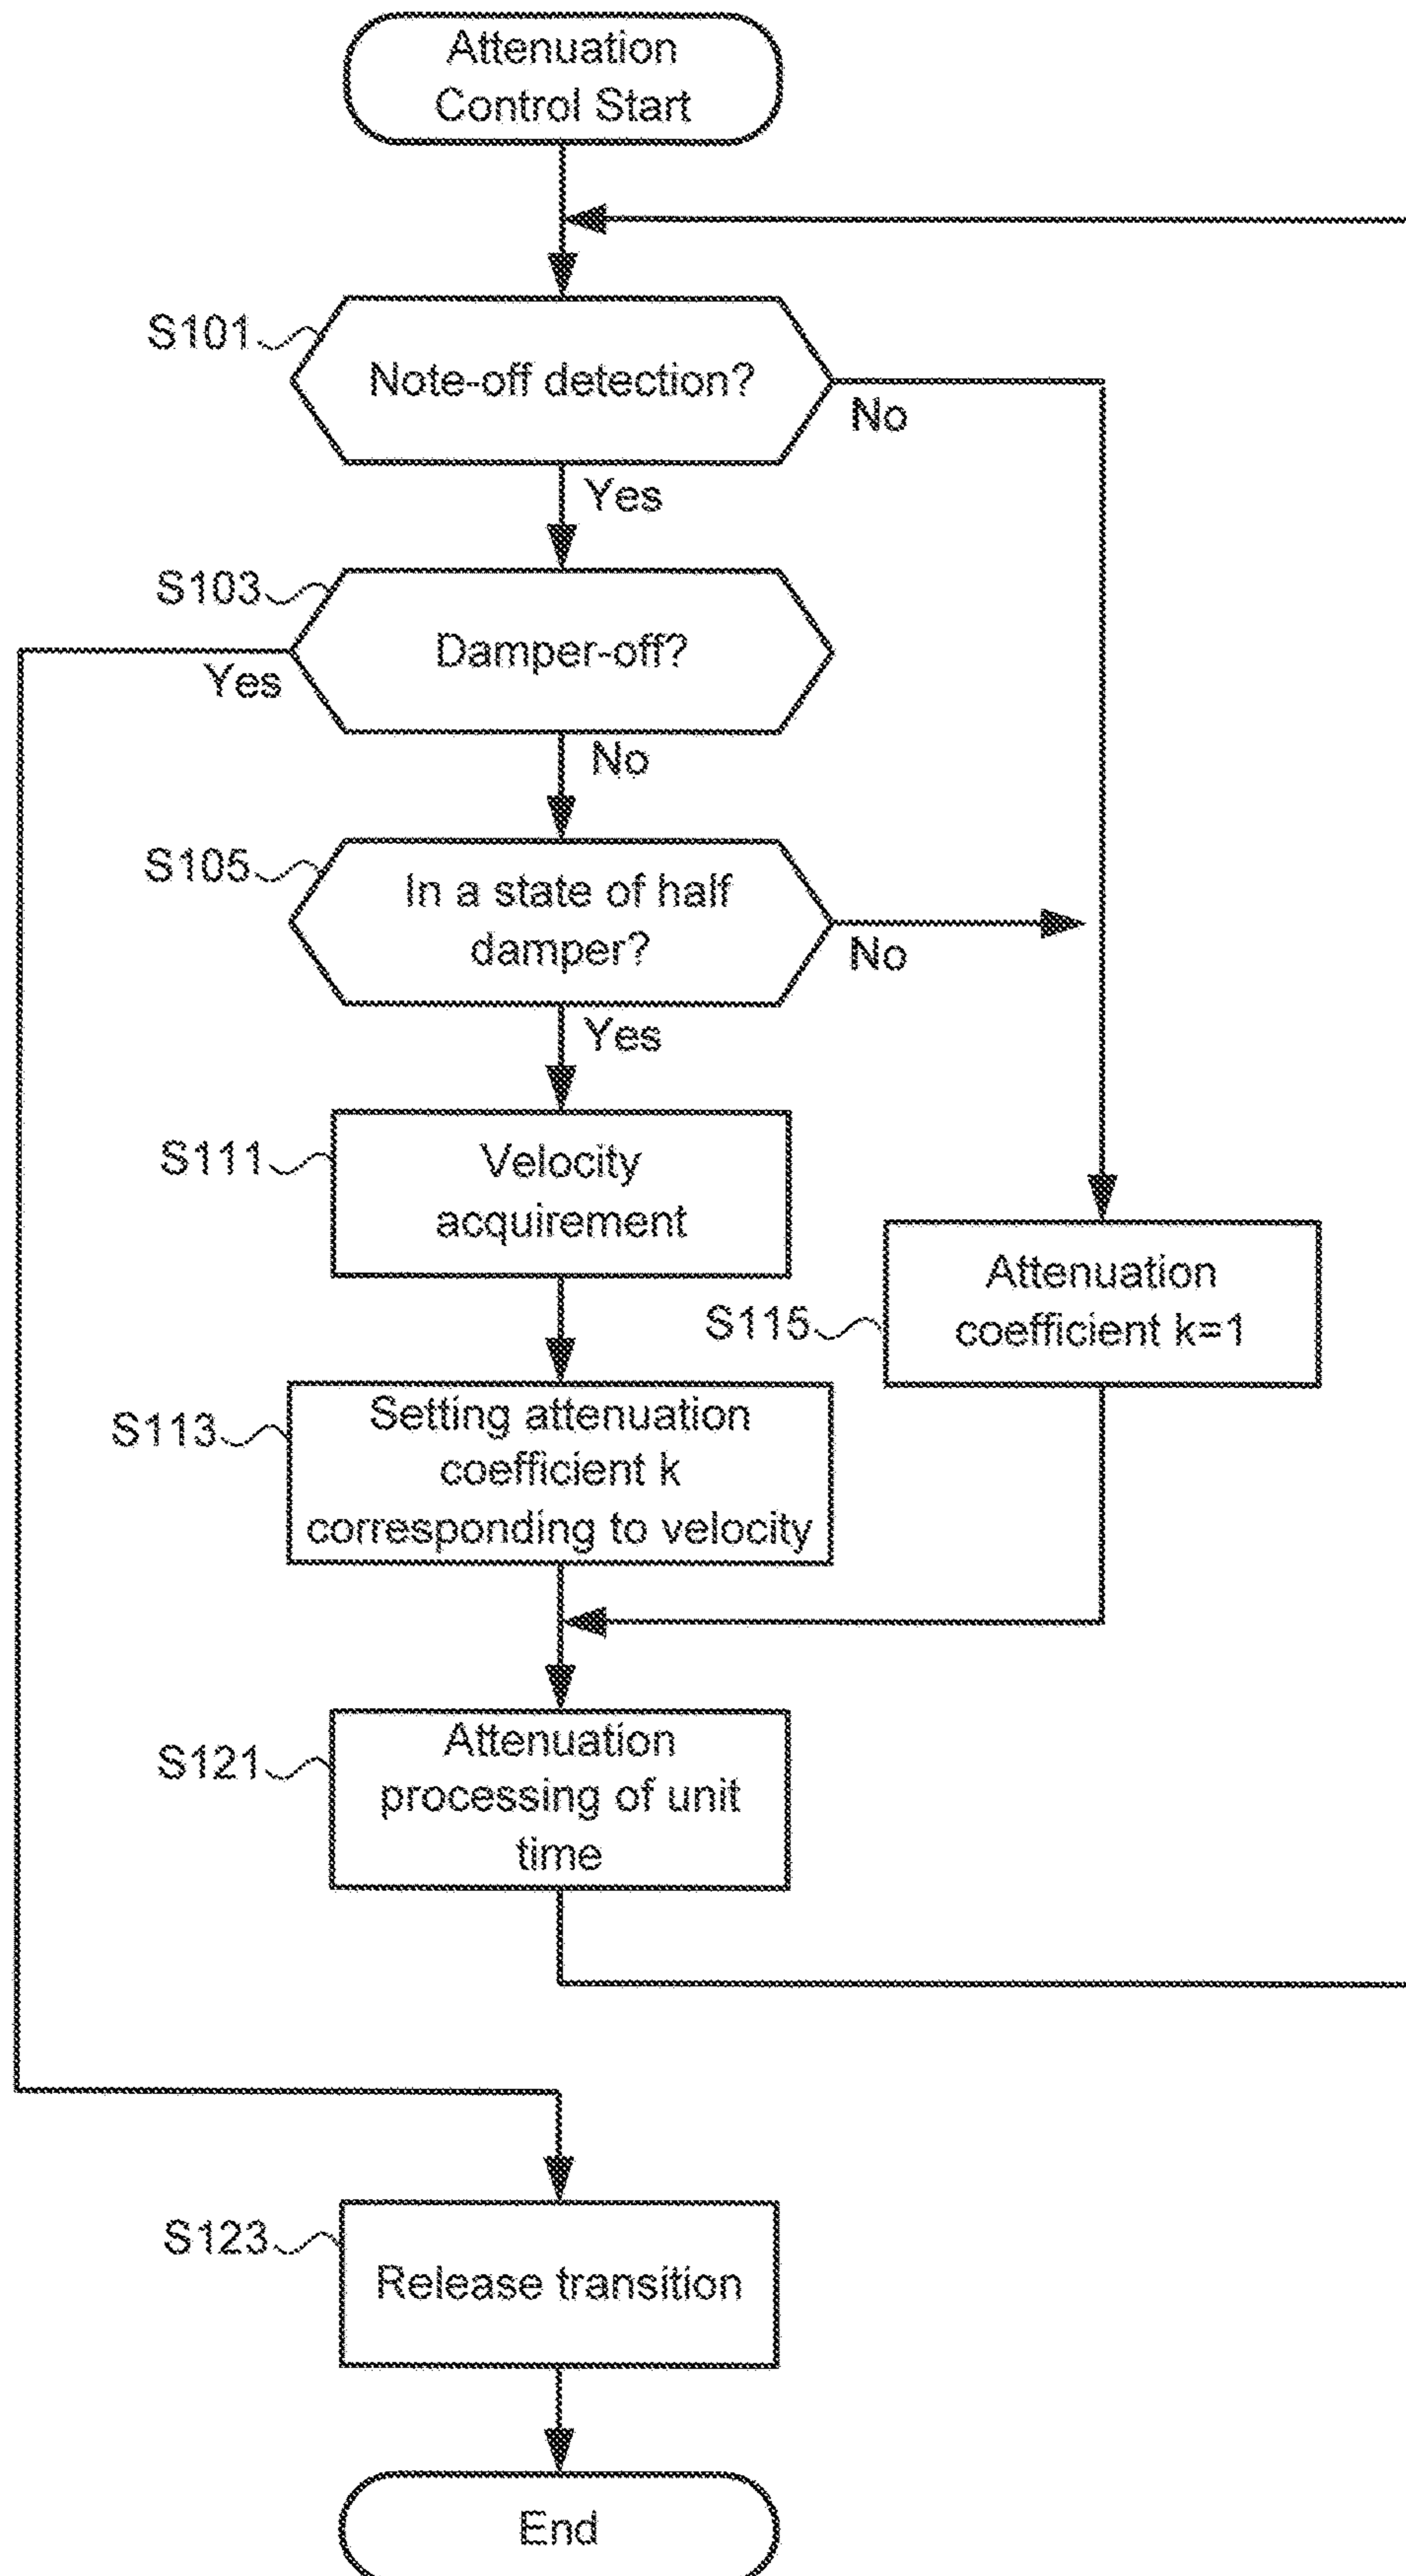 Attenuation
Control Start
S101
Note-off detection?
No
Yes
S103
Damper-off?
Yes
No
S105
In a state of half
damper?
No
Yes
S111
Velocity
acquirement
Attenuation
coefficient k=1
S115
S113
Setting attenuation
coefficient k
corresponding to velocity
S121
Attenuation
processing of unit
time
S123
Release transition
End